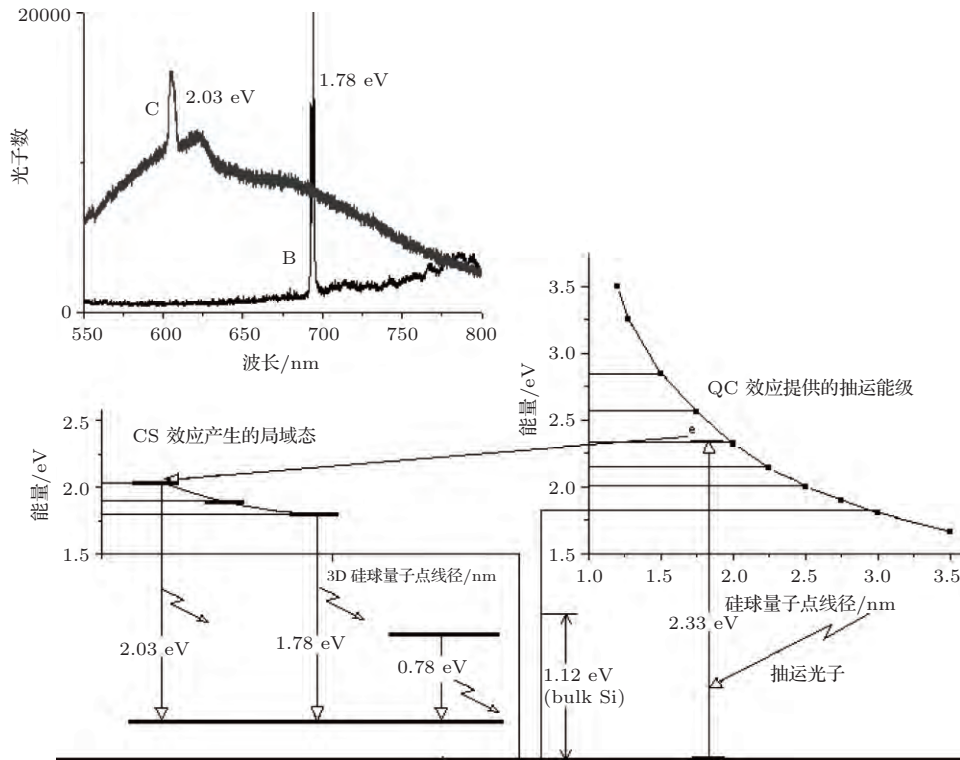 20000
1.78 eV
C
2.03 eV
光子数
B
0
550
600
650
700
750
800
波长/nm
3.5
3.0
2.5
2.0
1.5
能量/eV
QC 效应提供的抽运能级
e
1.0
1.5
2.0
2.5
3.0
3.5
硅球量子点线径/nm
2.5
2.0
1.5
能量/eV
CS 效应产生的局域态
3D 硅球量子点线径/nm
2.03 eV
1.78 eV
0.78 eV
1.12 eV
(bulk Si)
2.33 eV
抽运光子